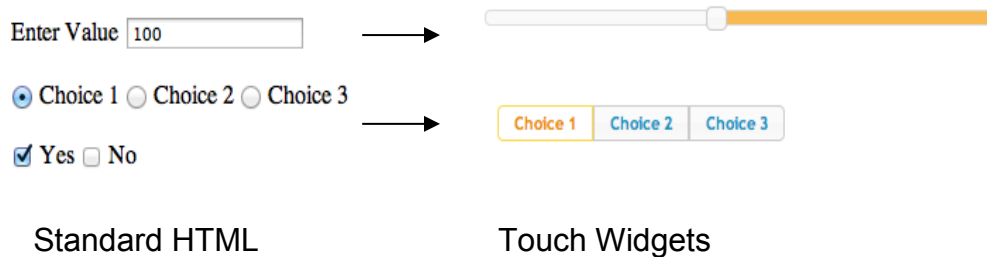 Enter Value 100
Choice 1 Choice 2 Choice 3
Choice 1 Choice 2 Choice 3
Yes No
Standard HTML Touch Widgets